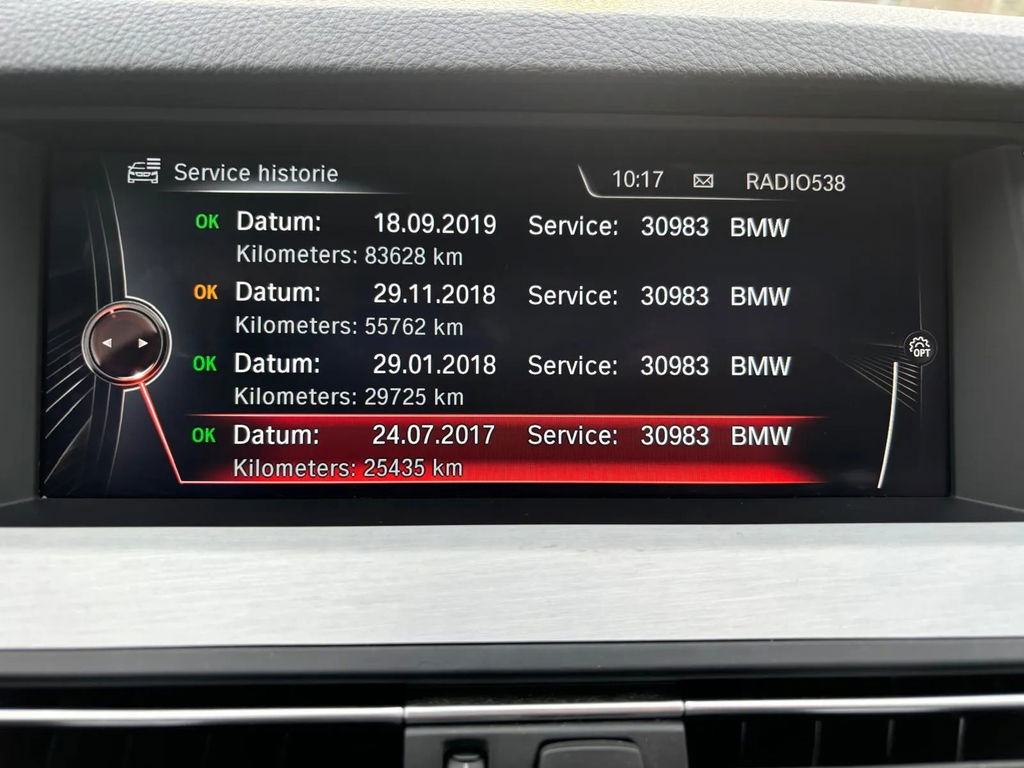 Service historie
10:17 RADIO538
OK Datum: 18.09.2019 Service: 30983 BMW
Kilometers: 83628 km
OK Datum: 29.11.2018 Service: 30983 BMW
Kilometers: 55762 km
OK Datum: 29.01.2018 Service: 30983 BMW
Kilometers: 29725 km
OK Datum: 24.07.2017 Service: 30983 BMW
Kilometers: 25435 km
OPT